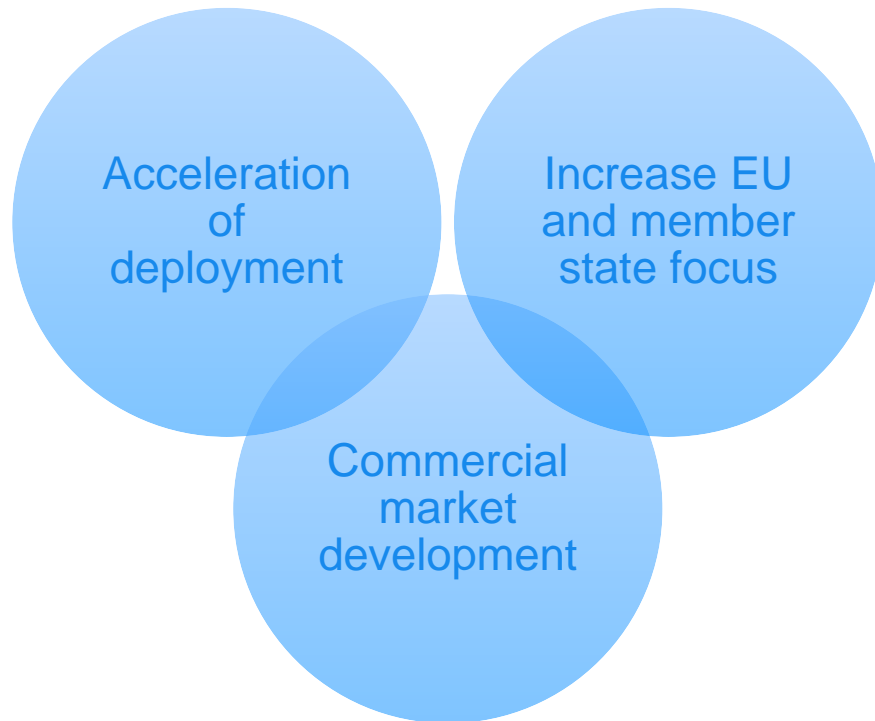 Acceleration
of
deployment
Increase EU
and member
state focus
Commercial
market
development